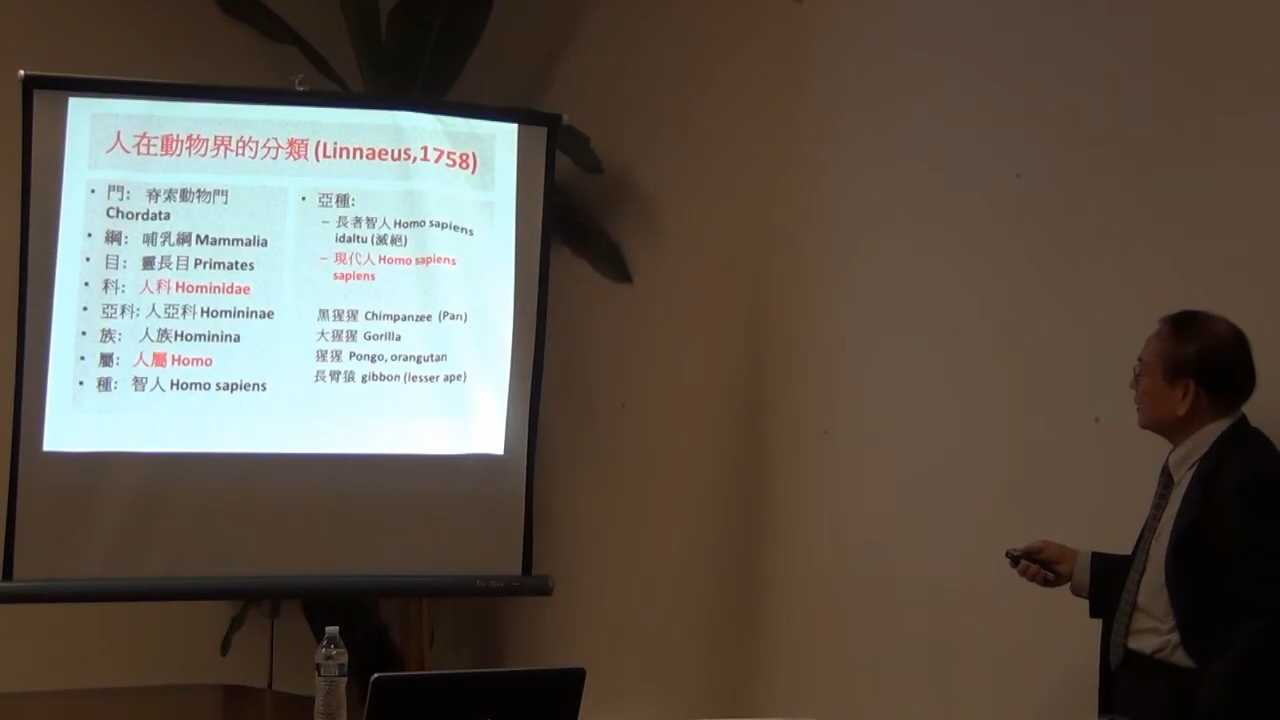 人在動物界的分類 (Linnaeus,1758)
• 門: 脊索動物門
Chordata
• 綱: 哺乳綱 Mammalia
• 目: 靈長目 Primates
• 科: 人科 Hominidae
• 亞科: 人亞科 Homininae
• 族: 人族Hominina
• 屬: 人屬 Homo
• 種: 智人 Homo sapiens
• 亞種:
– 長者智人 Homo sapiens
idaltu (滅絕)
– 現代人 Homo sapiens
sapiens
黑猩猩 Chimpanzee (Pan)
大猩猩 Gorilla
猩猩 Pongo, orangutan
長臂猿 gibbon (lesser ape)